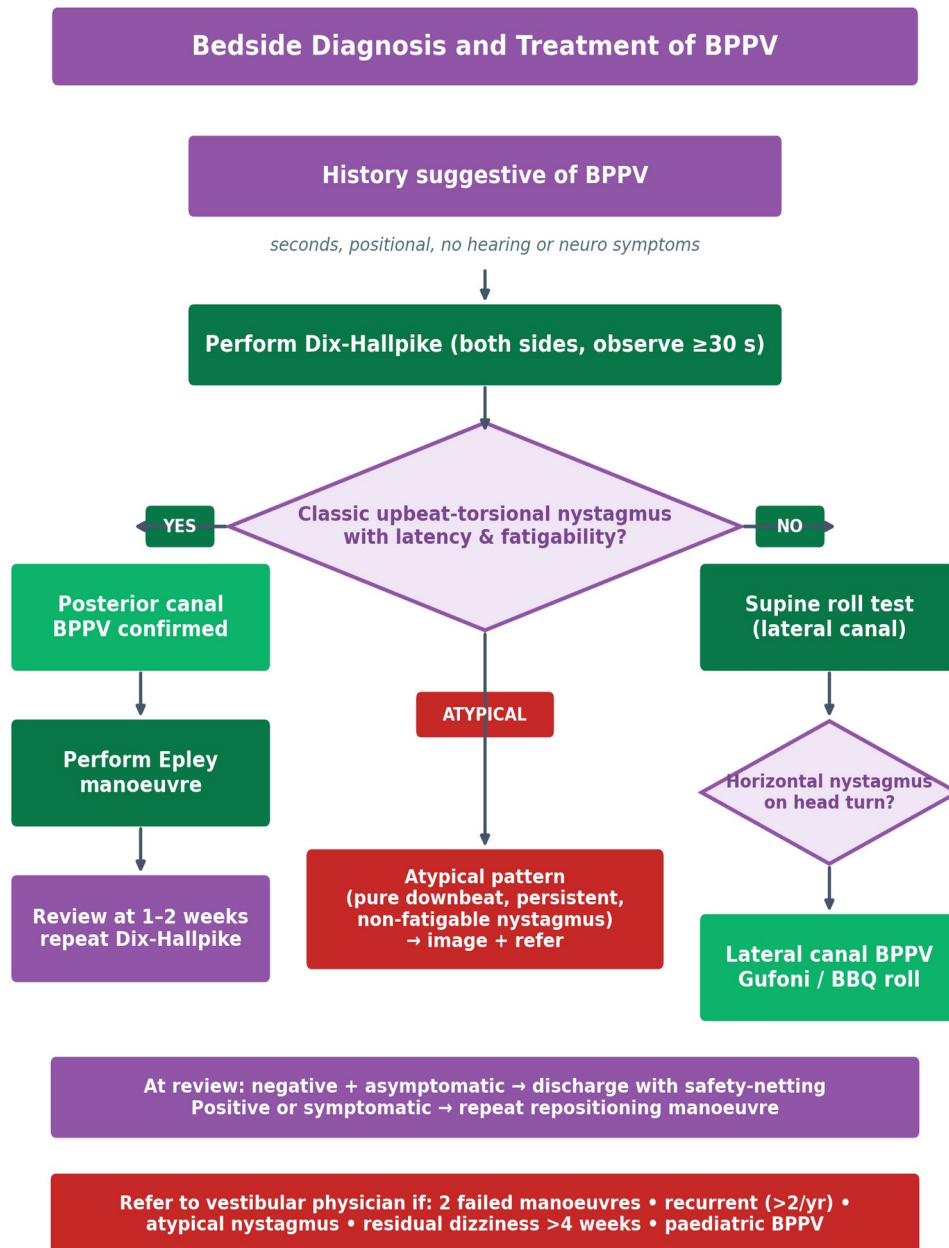 Bedside Diagnosis and Treatment of BPPV
History suggestive of BPPV
seconds, positional, no hearing or neuro symptoms
Perform Dix-Hallpike (both sides, observe ≥30 s)
Classic upbeat-torsional nystagmus
with latency & fatigability?
YES
NO
Posterior canal
BPPV confirmed
Supine roll test
(lateral canal)
ATYPICAL
Perform Epley
manoeuvre
Horizontal nystagmus
on head turn?
Atypical pattern
(pure downbeat, persistent,
non-fatigable nystagmus)
→ image + refer
Review at 1–2 weeks
repeat Dix-Hallpike
Lateral canal BPPV
Gufoni / BBQ roll
At review: negative + asymptomatic → discharge with safety-netting
Positive or symptomatic → repeat repositioning manoeuvre
Refer to vestibular physician if: 2 failed manoeuvres • recurrent (>2/yr) •
atypical nystagmus • residual dizziness >4 weeks • paediatric BPPV